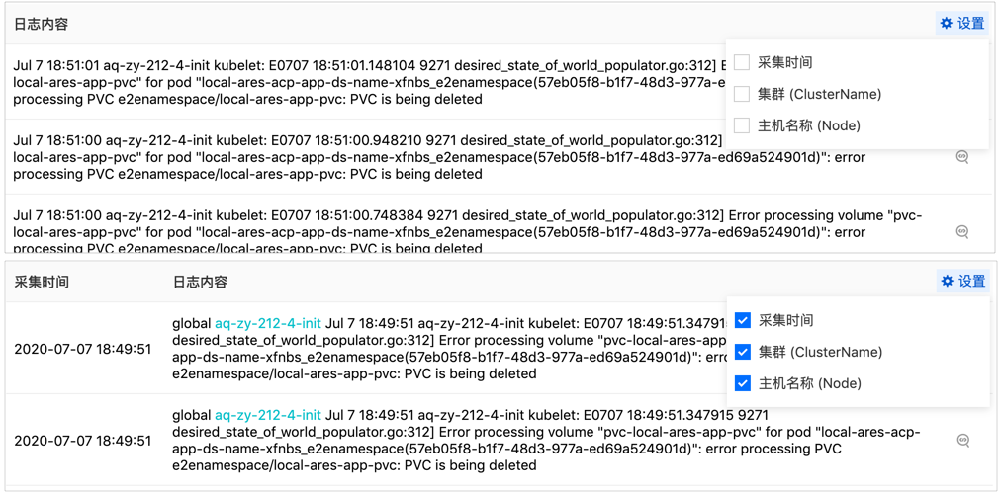 日志内容
设置
采集时间
集群 (ClusterName)
主机名称 (Node)
Jul 7 18:51:01 aq-zy-212-4-init kubelet: E0707 18:51:01.148104 9271 desired_state_of_world_populator.go:312]
local-ares-app-pvc" for pod "local-ares-acp-app-ds-name-xfnbs_e2enamespace(57eb05f8-b1f7-48d3-977a-
processing PVC e2enamespace/local-ares-app-pvc: PVC is being deleted
Jul 7 18:51:00 aq-zy-212-4-init kubelet: E0707 18:51:00.948210 9271 desired_state_of_world_populator.go:312]
local-ares-app-pvc" for pod "local-ares-acp-app-ds-name-xfnbs_e2enamespace(57eb05f8-b1f7-48d3-977a-ed69a524901d)": error
processing PVC e2enamespace/local-ares-app-pvc: PVC is being deleted
Jul 7 18:51:00 aq-zy-212-4-init kubelet: E0707 18:51:00.748384 9271 desired_state_of_world_populator.go:312] Error processing volume "pvc-
local-ares-app-pvc" for pod "local-ares-acp-app-ds-name-xfnbs_e2enamespace(57eb05f8-b1f7-48d3-977a-ed69a524901d)": error
processing PVC e2enamespace/local-ares-app-pvc: PVC is being deleted
采集时间
日志内容
设置
采集时间
集群 (ClusterName)
主机名称 (Node)
2020-07-07 18:49:51
global aq-zy-212-4-init Jul 7 18:49:51 aq-zy-212-4-init kubelet: E0707 18:49:51.34791
desired_state_of_world_populator.go:312] Error processing volume "pvc-local-ares-app
app-ds-name-xfnbs_e2enamespace(57eb05f8-b1f7-48d3-977a-ed69a524901d)": erro
e2enamespace/local-ares-app-pvc: PVC is being deleted
2020-07-07 18:49:51
global aq-zy-212-4-init Jul 7 18:49:51 aq-zy-212-4-init kubelet: E0707 18:49:51.347915 9271
desired_state_of_world_populator.go:312] Error processing volume "pvc-local-ares-app-pvc" for pod "local-ares-acp-
app-ds-name-xfnbs_e2enamespace(57eb05f8-b1f7-48d3-977a-ed69a524901d)": error processing PVC
e2enamespace/local-ares-app-pvc: PVC is being deleted